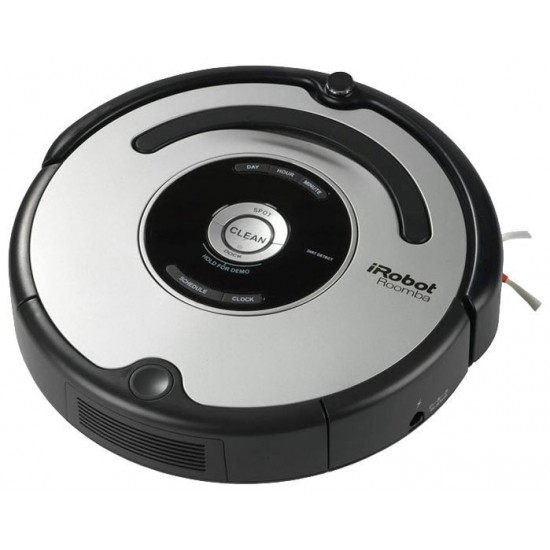 DAY
HOUR
MINUTE
SPOT
CLEAN
DOCK
HOLD FOR DEMO
DIRT DETECT
SCHEDULE
CLOCK
iRobot
Roomba